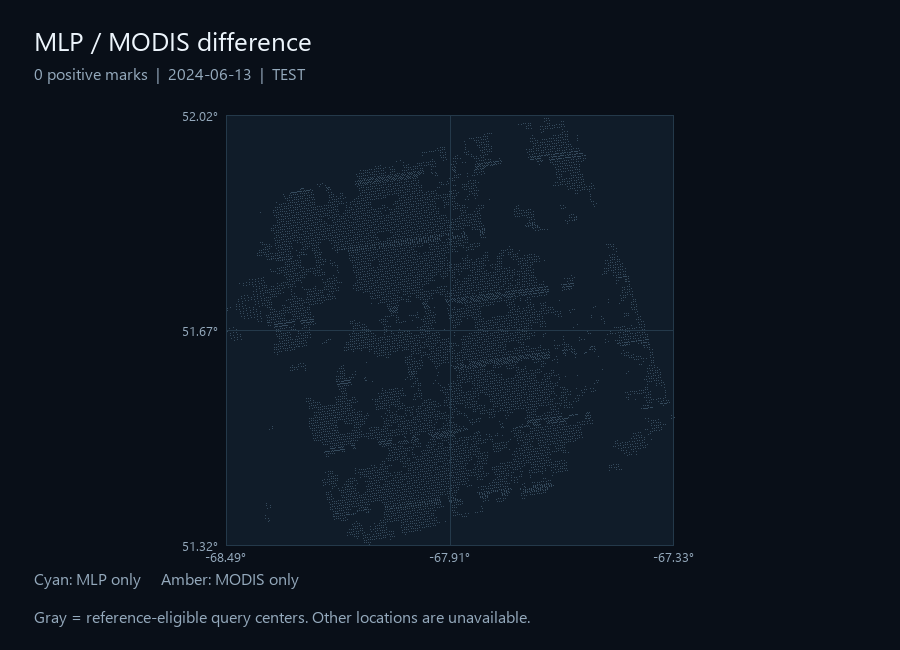 MLP / MODIS difference
0 positive marks | 2024-06-13 | TEST
52.02°
51.67°
51.32°
-68.49° -67.91° -67.33°
Cyan: MLP only Amber: MODIS only
Gray = reference-eligible query centers. Other locations are unavailable.